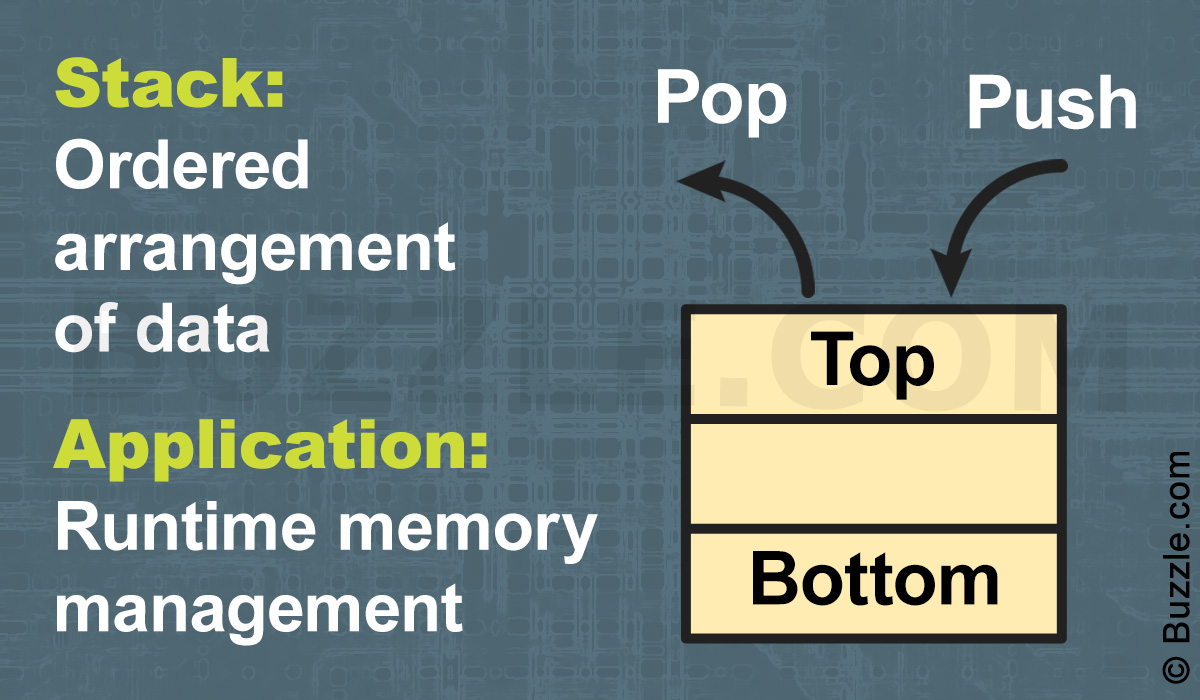 Stack:
Ordered
arrangement
of data
Application:
Runtime memory
management
Pop
Push
Top
Bottom
© Buzzle.com
BUZZLE.COM